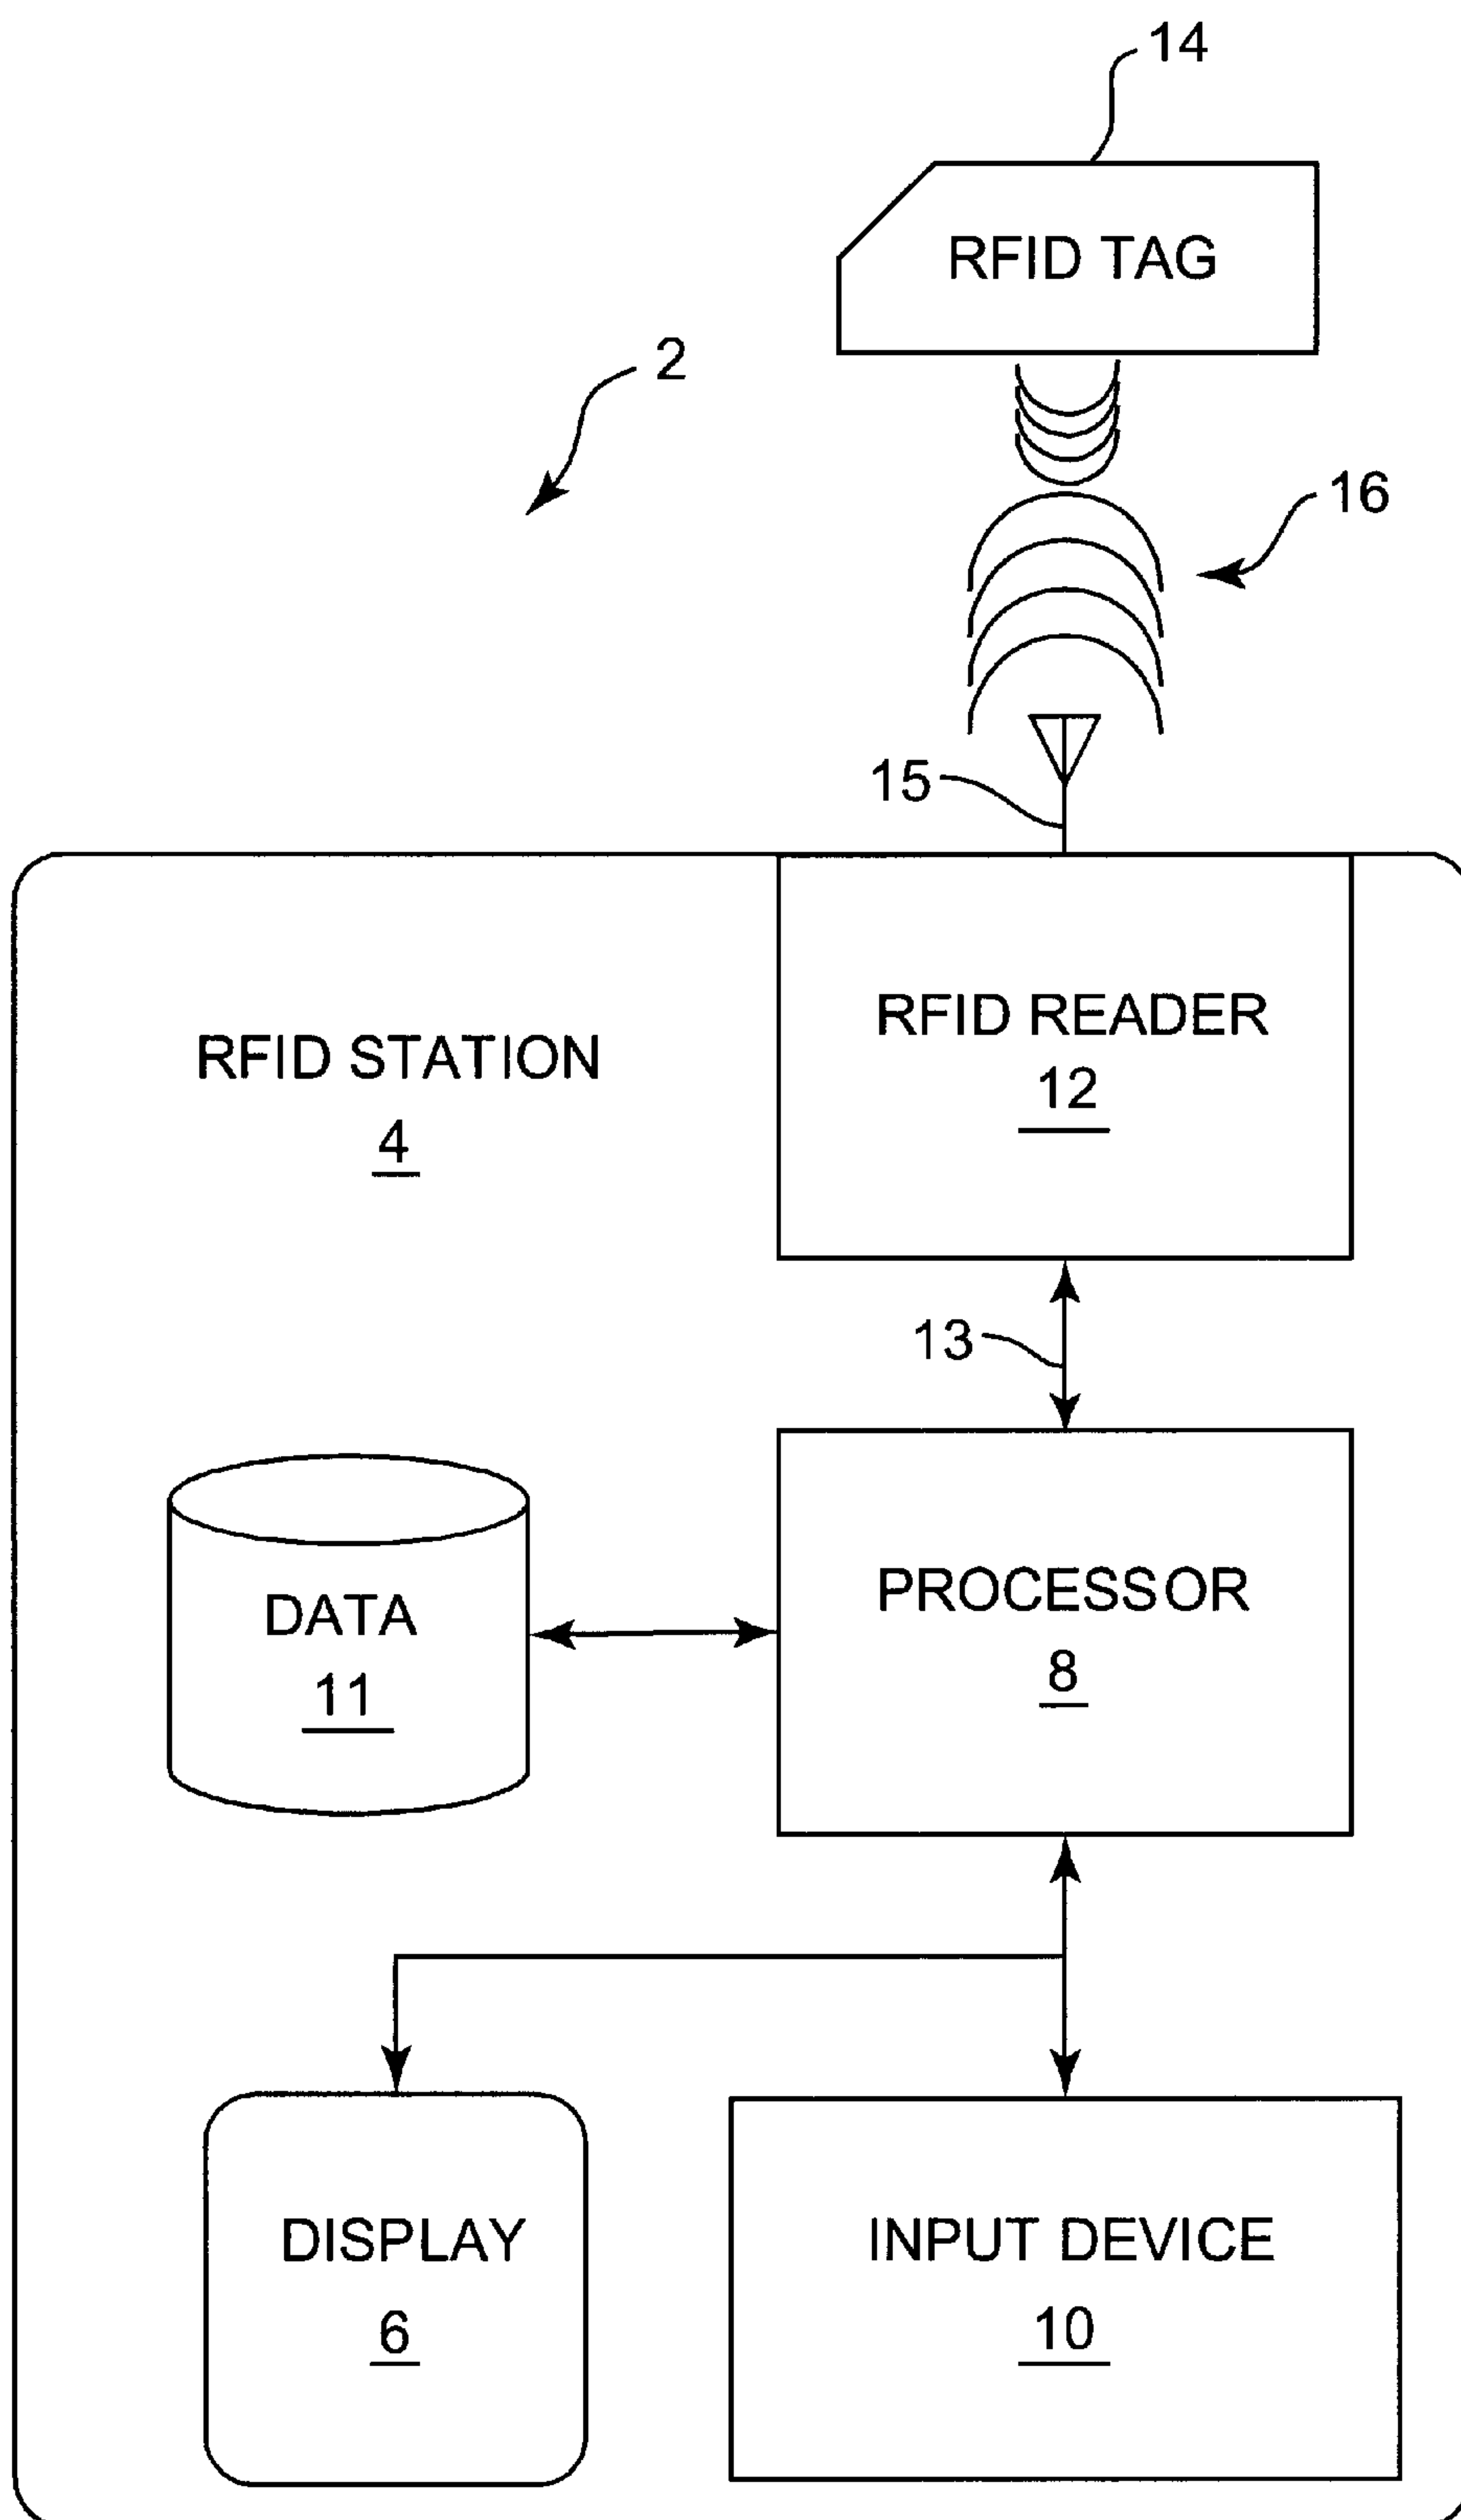 14
RFID TAG
2
16
15
RFID READER
12
RFID STATION
4
13
PROCESSOR
8
DATA
11
DISPLAY
6
INPUT DEVICE
10